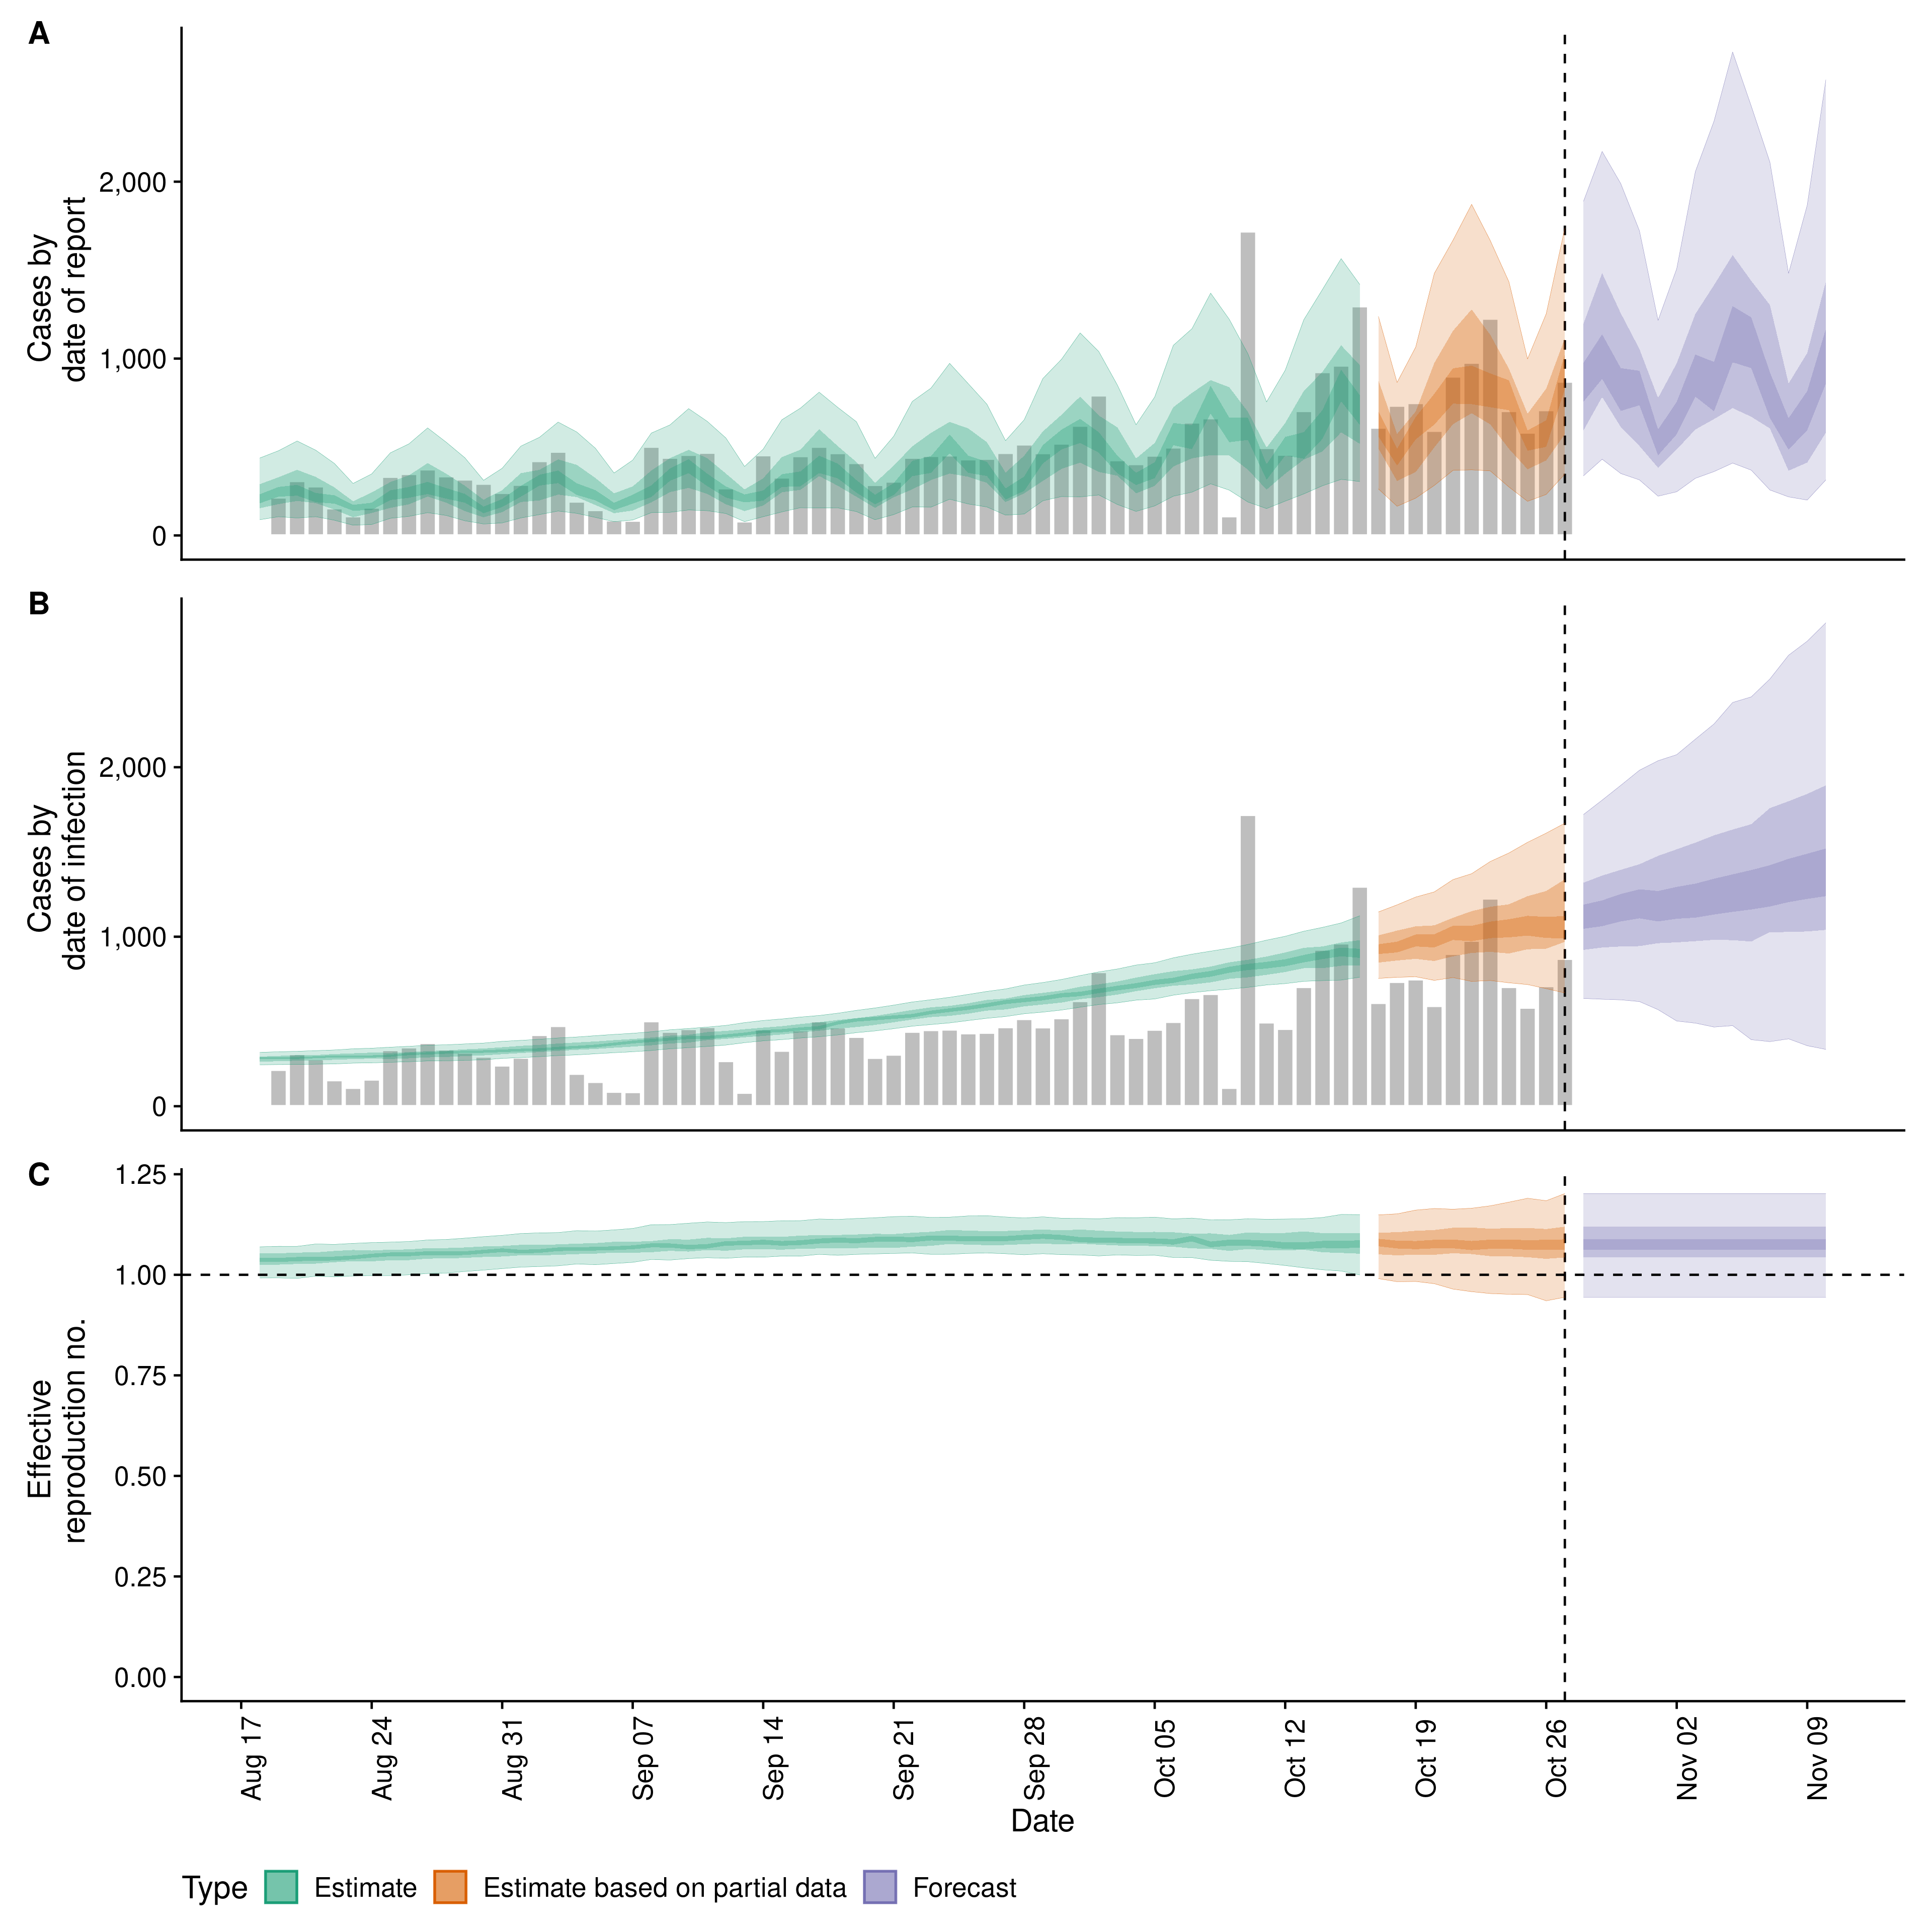 A
Cases by
date of report
2,000
1,000
0
B
Cases by
date of infection
2,000
1,000
0
C
Effective
reproduction no.
1.25
1.00
0.75
0.50
0.25
0.00
Aug 17
Aug 24
Aug 31
Sep 07
Sep 14
Sep 21
Sep 28
Oct 05
Oct 12
Oct 19
Oct 26
Nov 02
Nov 09
Date
Type Estimate Estimate based on partial data Forecast